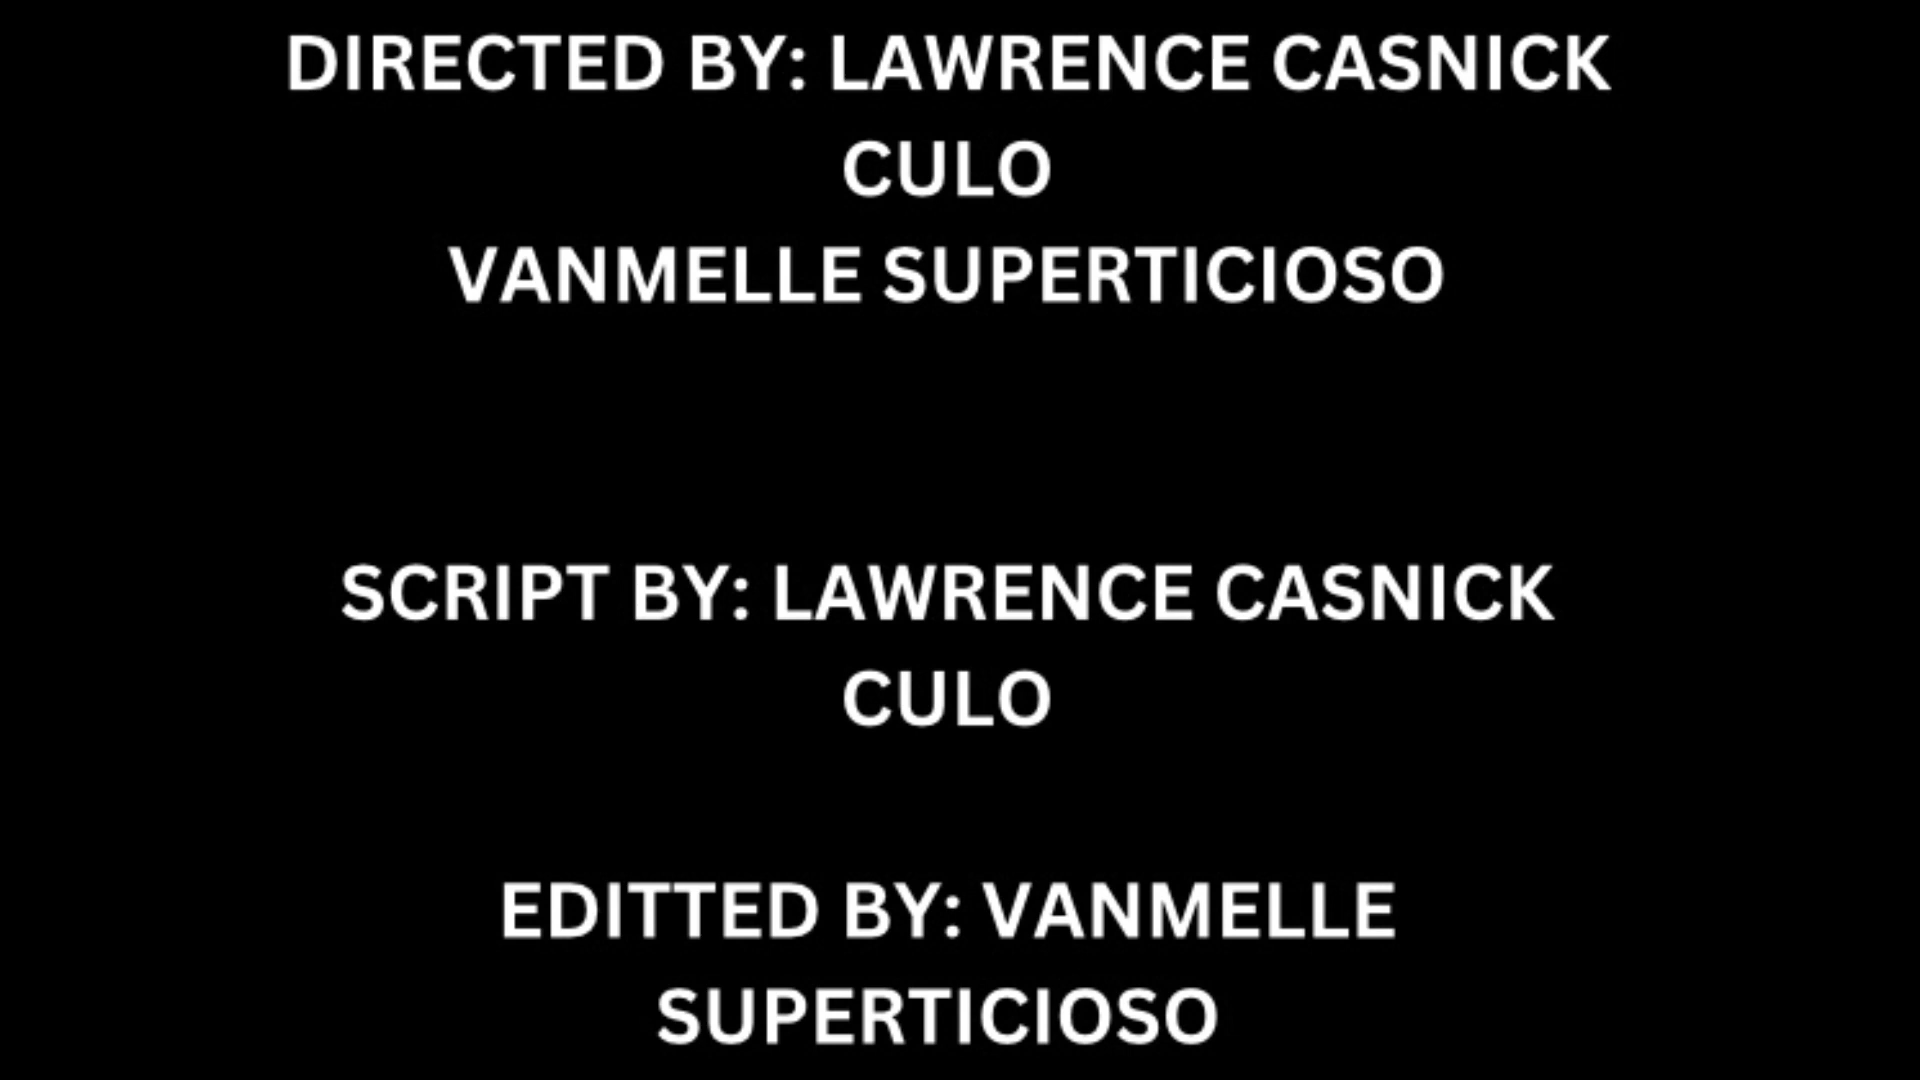 DIRECTED BY: LAWRENCE CASNICK
CULO
VANMELLE SUPERTICIOSO
SCRIPT BY: LAWRENCE CASNICK
CULO
EDITTED BY: VANMELLE
SUPERTICIOSO